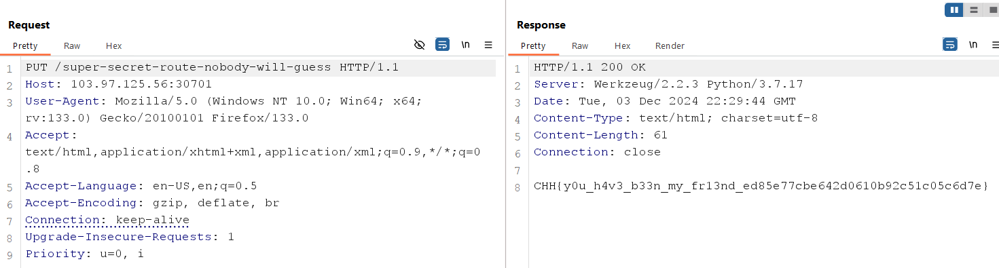 Request
Pretty Raw Hex \n
1 PUT /super-secret-route-nobody-will-guess HTTP/1.1
2 Host: 103.97.125.56:30701
3 User-Agent: Mozilla/5.0 (Windows NT 10.0; Win64; x64;
rv:133.0) Gecko/20100101 Firefox/133.0
4 Accept:
text/html,application/xhtml+xml,application/xml;q=0.9,*/*;q=0
.8
5 Accept-Language: en-US,en;q=0.5
6 Accept-Encoding: gzip, deflate, br
7 Connection: keep-alive
8 Upgrade-Insecure-Requests: 1
9 Priority: u=0, i
Response
Pretty Raw Hex Render \n
1 HTTP/1.1 200 OK
2 Server: Werkzeug/2.2.3 Python/3.7.17
3 Date: Tue, 03 Dec 2024 22:29:44 GMT
4 Content-Type: text/html; charset=utf-8
5 Content-Length: 61
6 Connection: close
7
8 CHH{y0u_h4v3_b33n_my_fr13nd_ed85e77cbe642d0610b92c51c05c6d7e}